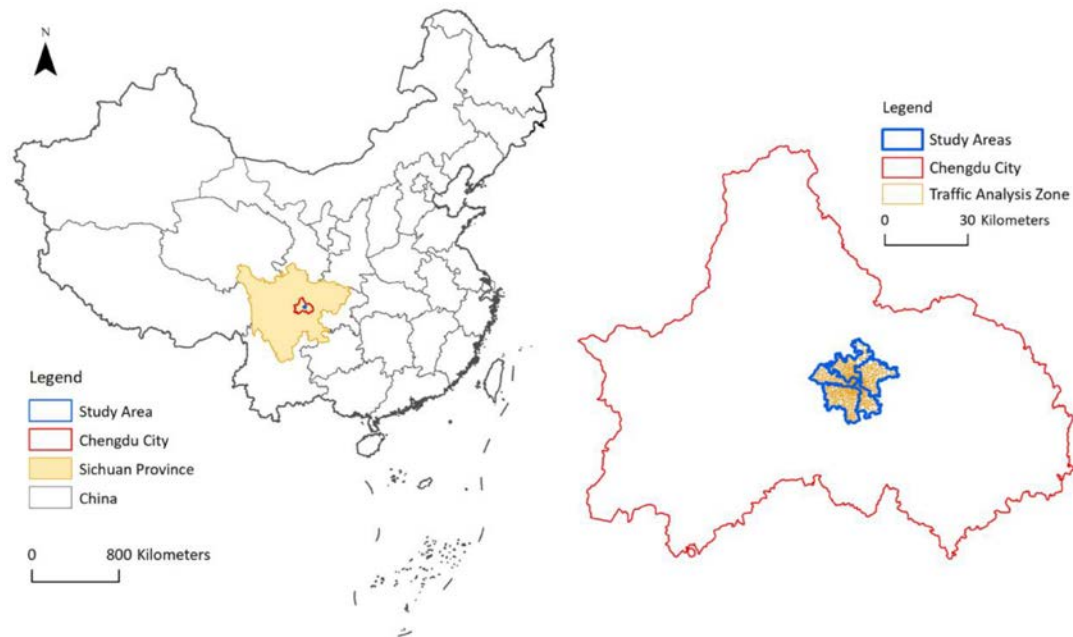 N
Legend
Study Area
Chengdu City
Sichuan Province
China
0 800 Kilometers
Legend
Study Areas
Chengdu City
Traffic Analysis Zone
0 30 Kilometers